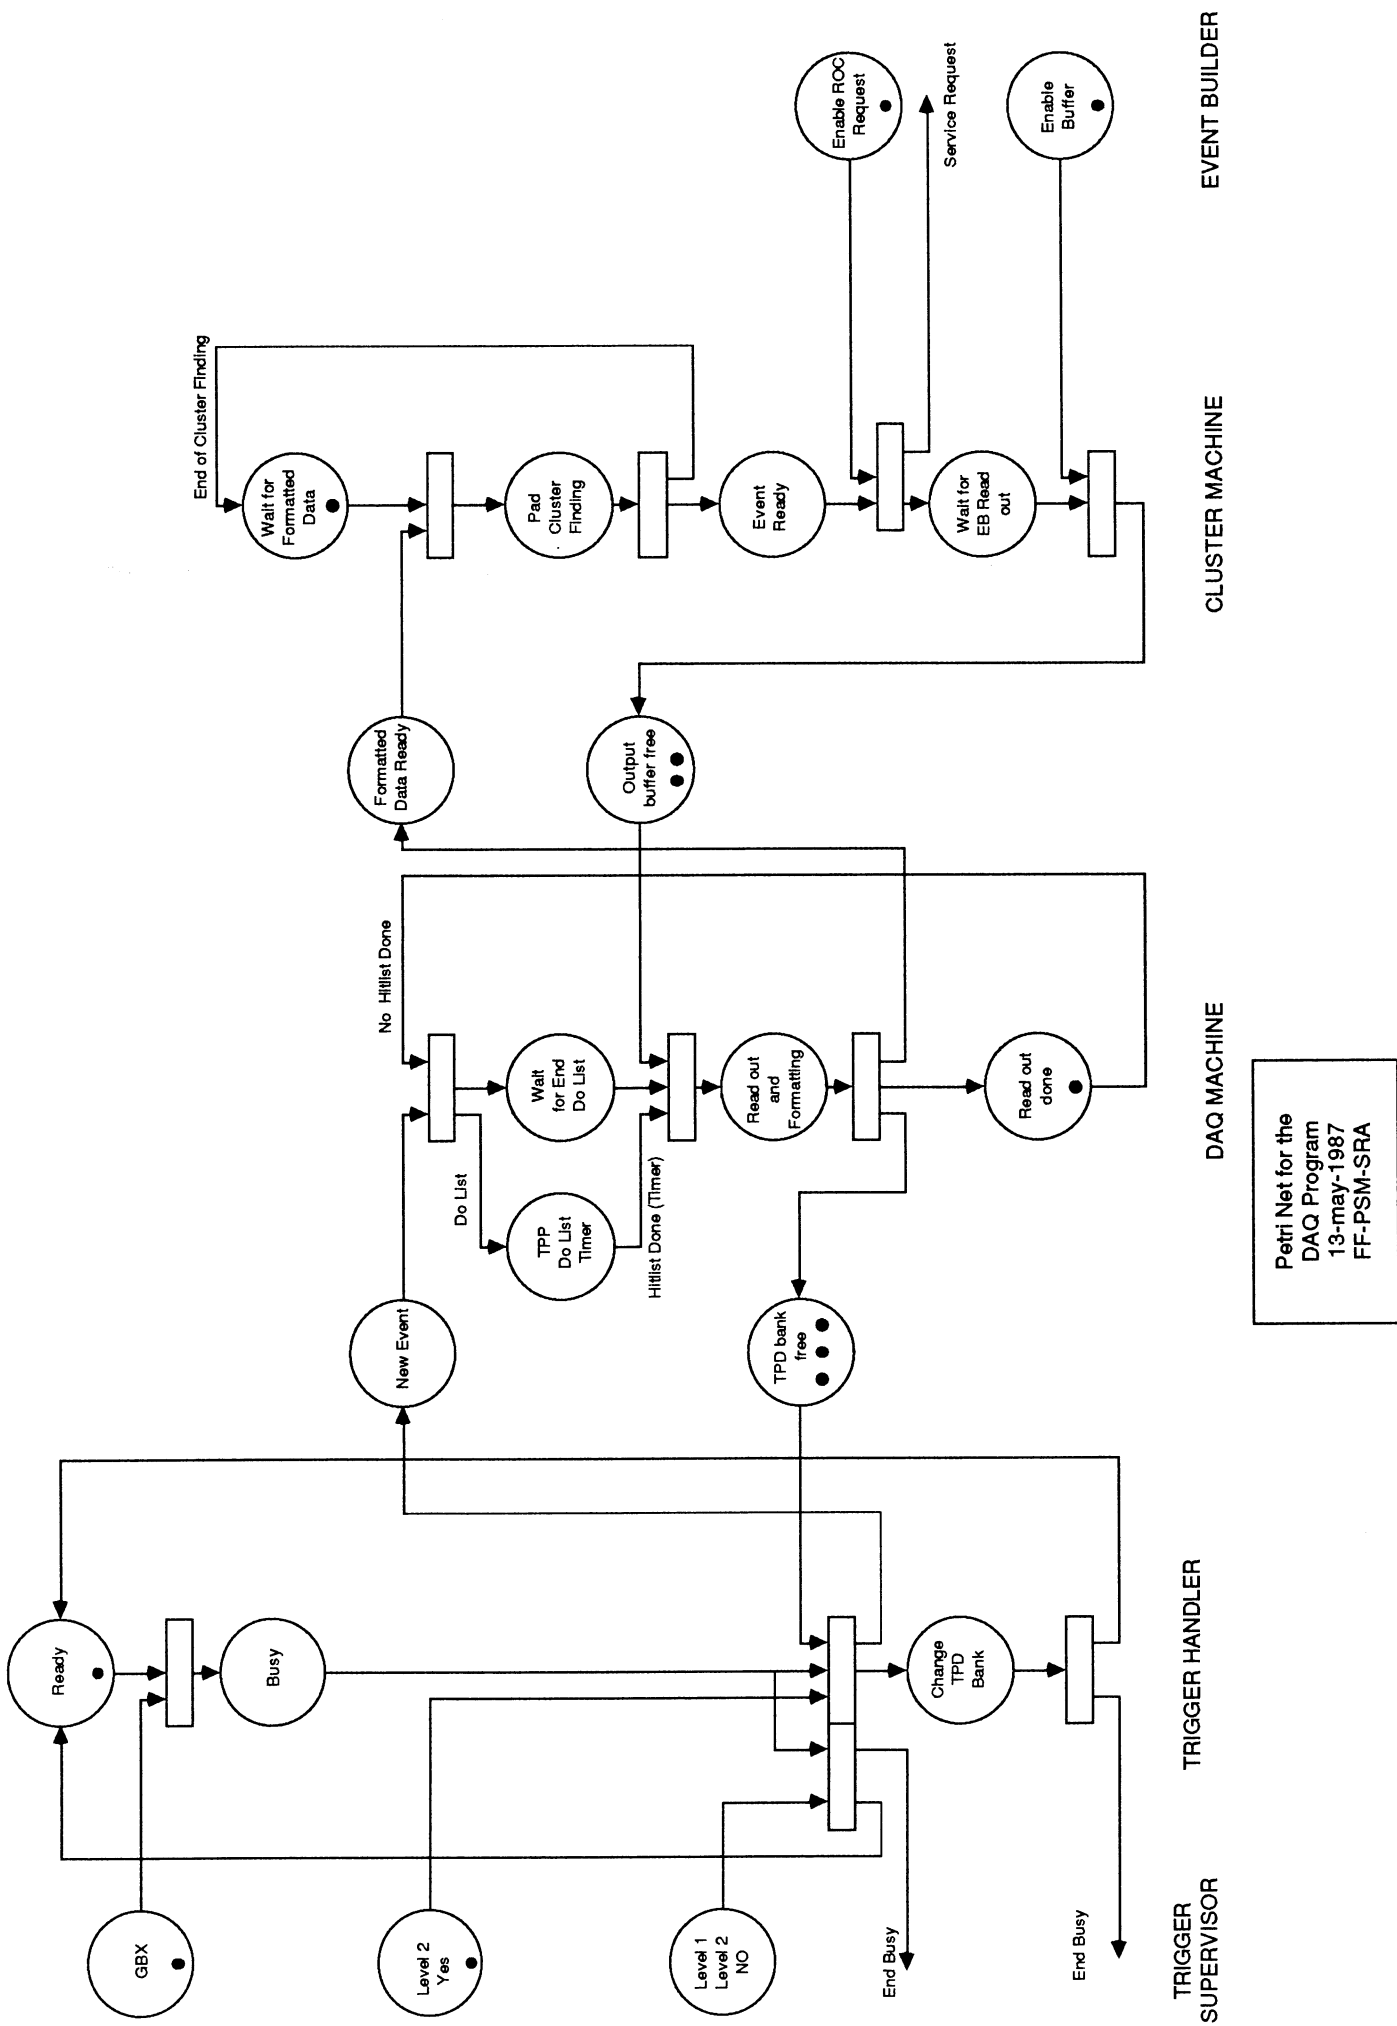 Ready
Busy
Change
TPD
Bank
GBX
Level 2
Yes
Level 1
Level 2
NO
End Busy
End Busy
New Event
TPD bank
free
Do List
No Hitlist Done
TPP
Do List
Timer
Wait
for End
Do List
Hitlist Done (Timer)
Read out
and
Formatting
Read out
done
Formatted
Data Ready
Output
buffer free
End of Cluster Finding
Wait for
Formatted
Data
Pad
Cluster
Finding
Event
Ready
Wait for
EB Read
out
Enable ROC
Request
Service Request
Enable
Buffer
TRIGGER
SUPERVISOR
TRIGGER HANDLER
DAQ MACHINE
CLUSTER MACHINE
EVENT BUILDER
Petri Net for the
DAQ Program
13-may-1987
FF-PSM-SRA